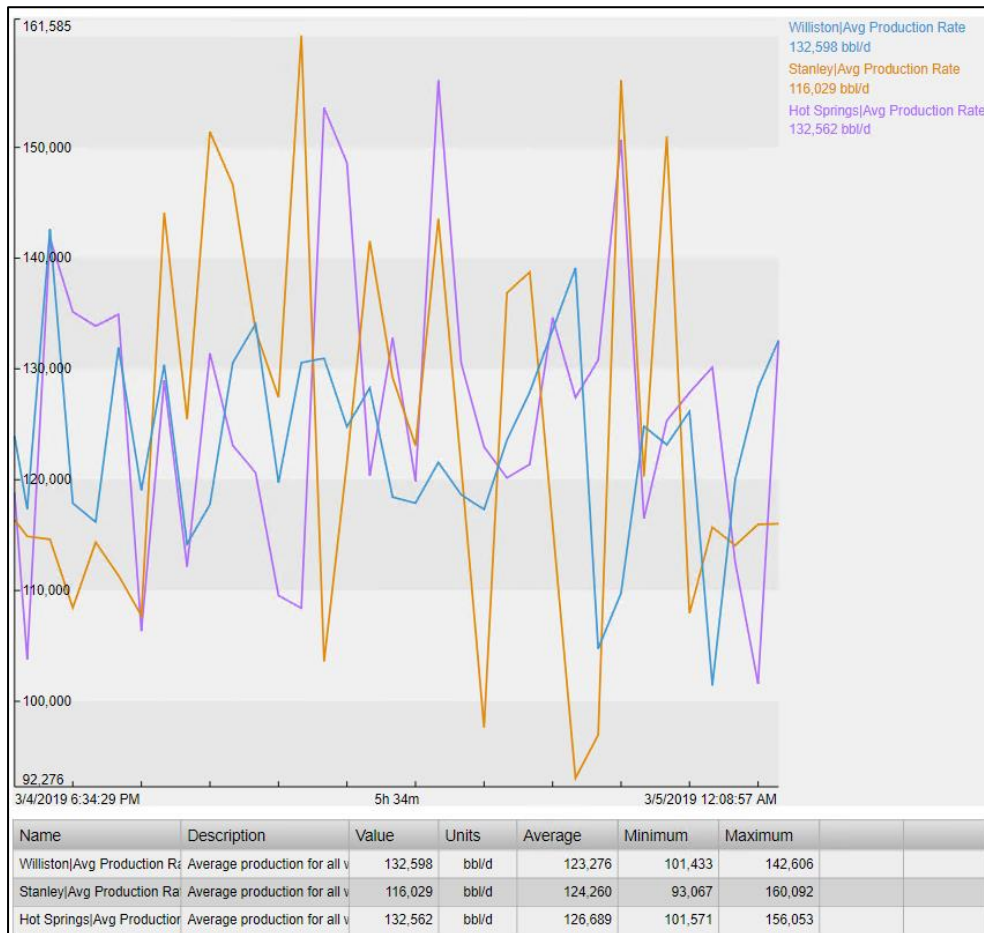 161,585
150,000
140,000
130,000
120,000
110,000
100,000
92,276
3/4/2019 6:34:29 PM 5h 34m 3/5/2019 12:08:57 AM
Williston|Avg Production Rate
132,598 bbl/d
Stanley|Avg Production Rate
116,029 bbl/d
Hot Springs|Avg Production Rate
132,562 bbl/d
Name Description Value Units Average Minimum Maximum
Williston|Avg Production Ra Average production for all v 132,598 bbl/d 123,276 101,433 142,606
Stanley|Avg Production Rat Average production for all v 116,029 bbl/d 124,260 93,067 160,092
Hot Springs|Avg Production Average production for all v 132,562 bbl/d 126,689 101,571 156,053